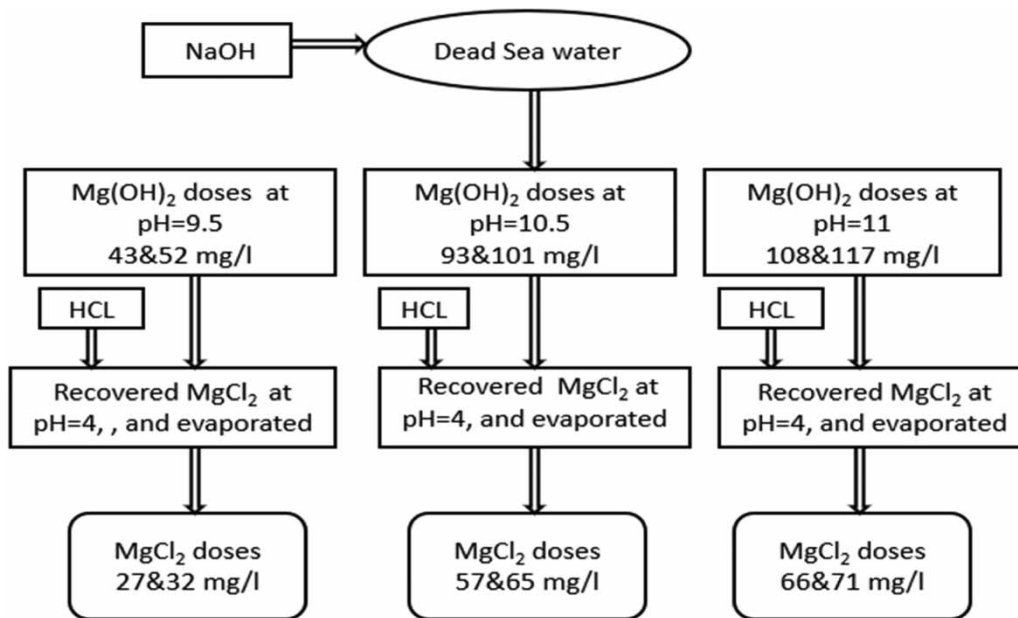 NaOH
Dead Sea water
Mg(OH)₂ doses at
pH=9.5
43&52 mg/l
Mg(OH)₂ doses at
pH=10.5
93&101 mg/l
Mg(OH)₂ doses at
pH=11
108&117 mg/l
HCL
HCL
HCL
Recovered MgCl₂ at
pH=4, , and evaporated
Recovered MgCl₂ at
pH=4, and evaporated
Recovered MgCl₂ at
pH=4, and evaporated
MgCl₂ doses
27&32 mg/l
MgCl₂ doses
57&65 mg/l
MgCl₂ doses
66&71 mg/l